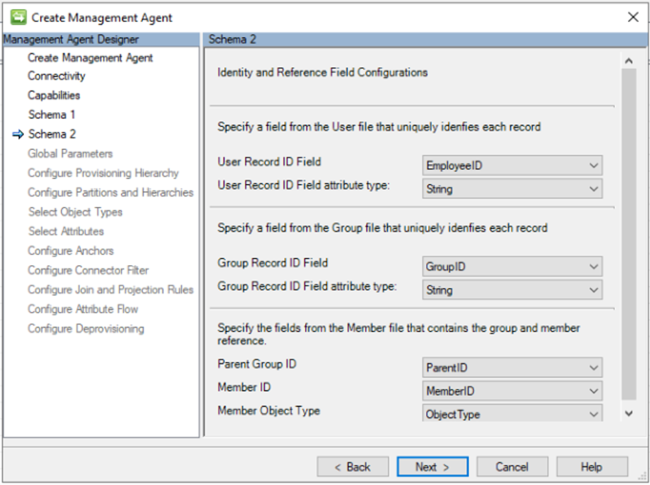 Create Management Agent
Management Agent Designer
Create Management Agent
Connectivity
Capabilities
Schema 1
Schema 2
Global Parameters
Configure Provisioning Hierarchy
Configure Partitions and Hierarchies
Select Object Types
Select Attributes
Configure Anchors
Configure Connector Filter
Configure Join and Projection Rules
Configure Attribute Flow
Configure Deprovisioning
Schema 2
Identity and Reference Field Configurations
Specify a field from the User file that uniquely idenfies each record
User Record ID Field
EmployeeID
User Record ID Field attribute type:
String
Specify a field from the Group file that uniquely idenfies each record
Group Record ID Field
GroupID
Group Record ID Field attribute type:
String
Specify the fields from the Member file that contains the group and member
reference.
Parent Group ID
ParentID
Member ID
MemberID
Member Object Type
ObjectType
< Back
Next >
Cancel
Help